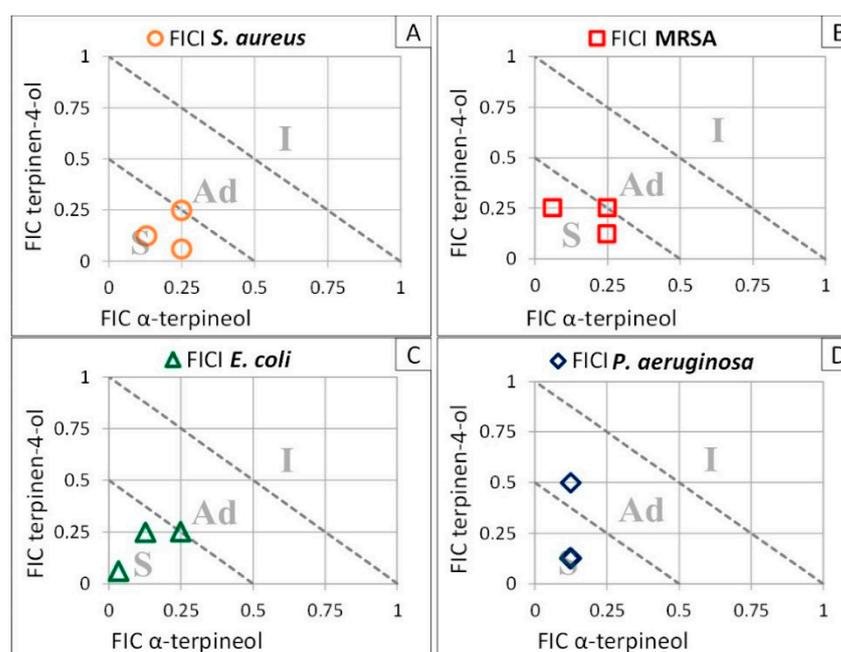 FICI S. aureus
A
FIC terpinen-4-ol
1
0.75
0.5
0.25
0
I
Ad
S
0 0.25 0.5 0.75 1
FIC α-terpineol
FICI MRSA
B
FIC terpinen-4-ol
1
0.75
0.5
0.25
0
I
Ad
S
0 0.25 0.5 0.75 1
FIC α-terpineol
FICI E. coli
C
FIC terpinen-4-ol
1
0.75
0.5
0.25
0
I
Ad
S
0 0.25 0.5 0.75 1
FIC α-terpineol
FICI P. aeruginosa
D
FIC terpinen-4-ol
1
0.75
0.5
0.25
0
I
Ad
S
0 0.25 0.5 0.75 1
FIC α-terpineol